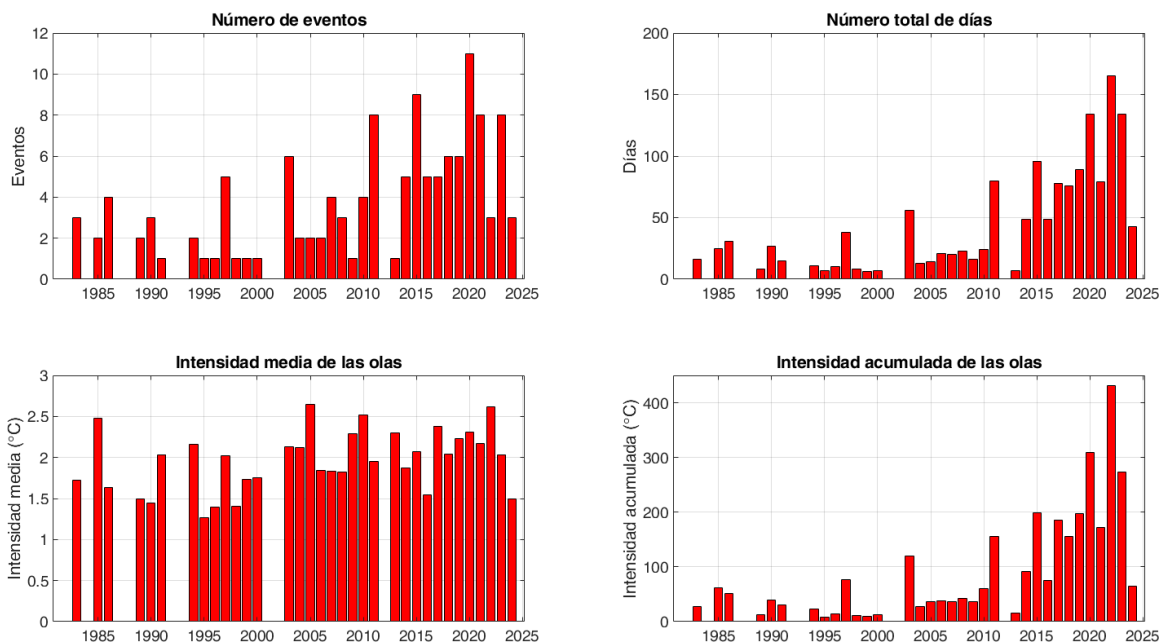 Número de eventos
12
10
8
6
4
2
0
Eventos
1985 1990 1995 2000 2005 2010 2015 2020 2025
Número total de días
200
150
100
50
0
Días
1985 1990 1995 2000 2005 2010 2015 2020 2025
Intensidad media de las olas
3
2.5
2
1.5
1
0.5
0
Intensidad media (°C)
1985 1990 1995 2000 2005 2010 2015 2020 2025
Intensidad acumulada de las olas
400
300
200
100
0
Intensidad acumulada (°C)
1985 1990 1995 2000 2005 2010 2015 2020 2025